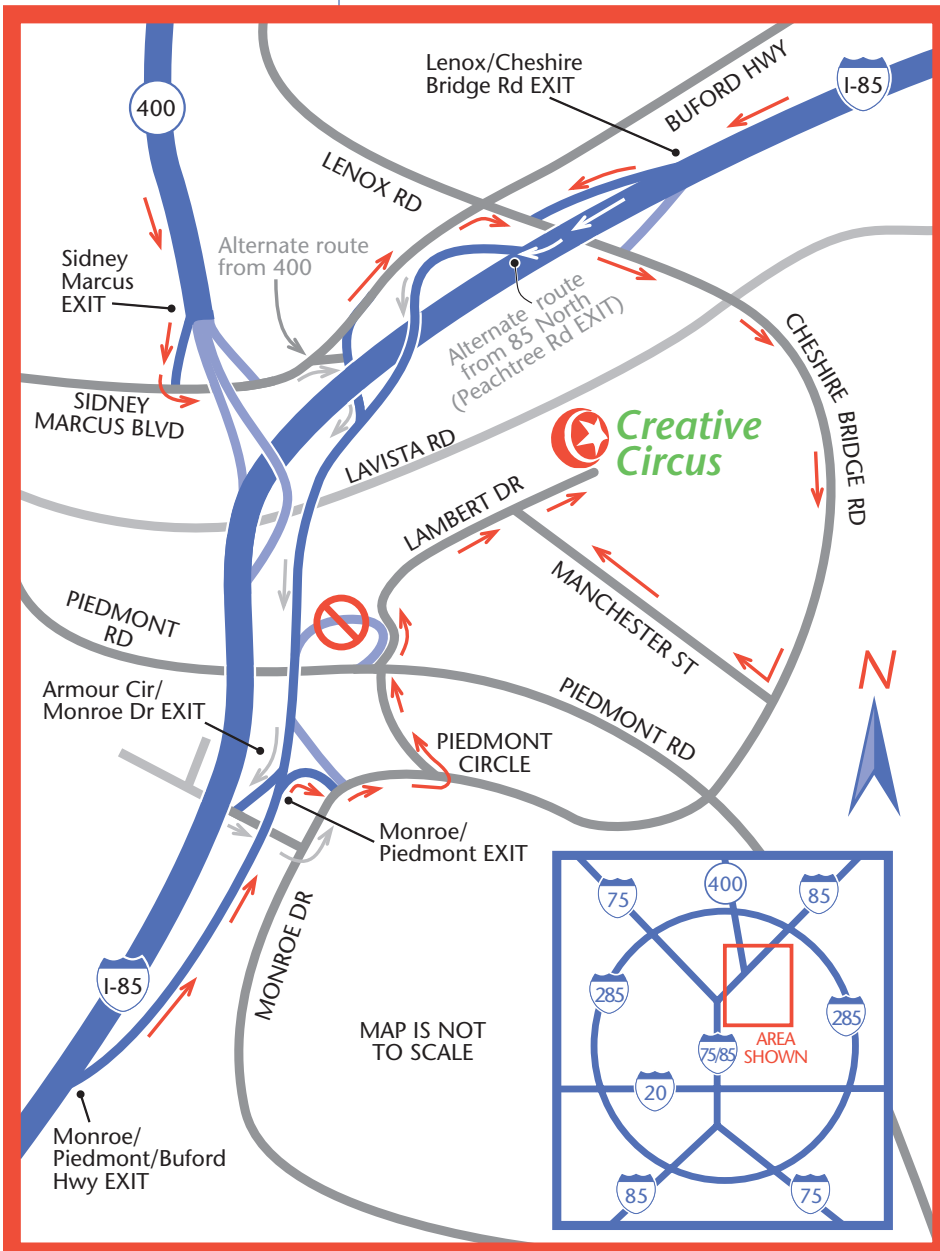 Lenox/Cheshire
Bridge Rd EXIT
BUFORD HWY
I-85
400
LENOX RD
Alternate route
from 400
Sidney
Marcus
EXIT
Alternate route
from 85 North
(Peachtree Rd EXIT)
CHESHIRE BRIDGE RD
SIDNEY
MARCUS BLVD
Creative
Circus
LAVISTA RD
LAMBERT DR
MANCHESTER ST
PIEDMONT
RD
N
Armour Cir/
Monroe Dr EXIT
PIEDMONT RD
PIEDMONT
CIRCLE
Monroe/
Piedmont EXIT
MONROE DR
I-85
MAP IS NOT
TO SCALE
Monroe/
Piedmont/Buford
Hwy EXIT
75
400
85
285
285
AREA
SHOWN
75/85
20
85
75